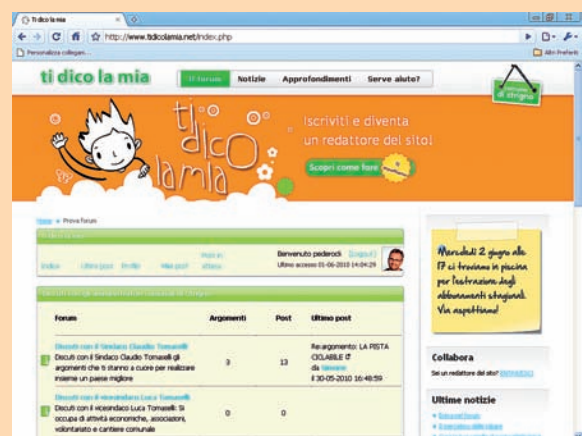 Ti dico la mia
http://www.tidicolamia.net/index.php
Personalizza collegam...
Altri Preferiti
ti dico la mia
Il forum Notizie Approfondimenti Serve aiuto?
di strigno
ti dico la mia
Iscriviti e diventa
un redattore del sito!
Scopri come fare
Home Prova forum
Ti dico la mia
Indice Ultimi post Profilo Miei post
Benvenuto pederodi [Logout]
Ultimo accesso 01-06-2010 14:04:29
Mercoledì 2 giugno alle
17 ci troviamo in piscina
per l'estrazione degli
abbonamenti stagionali.
Vi aspettiamo!
Forum Argomenti Post Ultimo post
Discuti con il Sindaco Claudio Tomaselli
Discuti con il Sindaco Claudio Tomaselli gli
argomenti che ti stanno a cuore per realizzare
insieme un paese migliore
3 13
Re:argomento: LA PISTA
CICLABILE
da
il 30-05-2010 16:48:59
Discuti con il vicesindaco Luca Tomaselli
Discuti con il vicesindaco Luca Tomaselli: Si
occupa di attività economiche, associazioni,
volontariato e cantiere comunale
0 0
Collabora
Sei un redattore del sito?
Ultime notizie